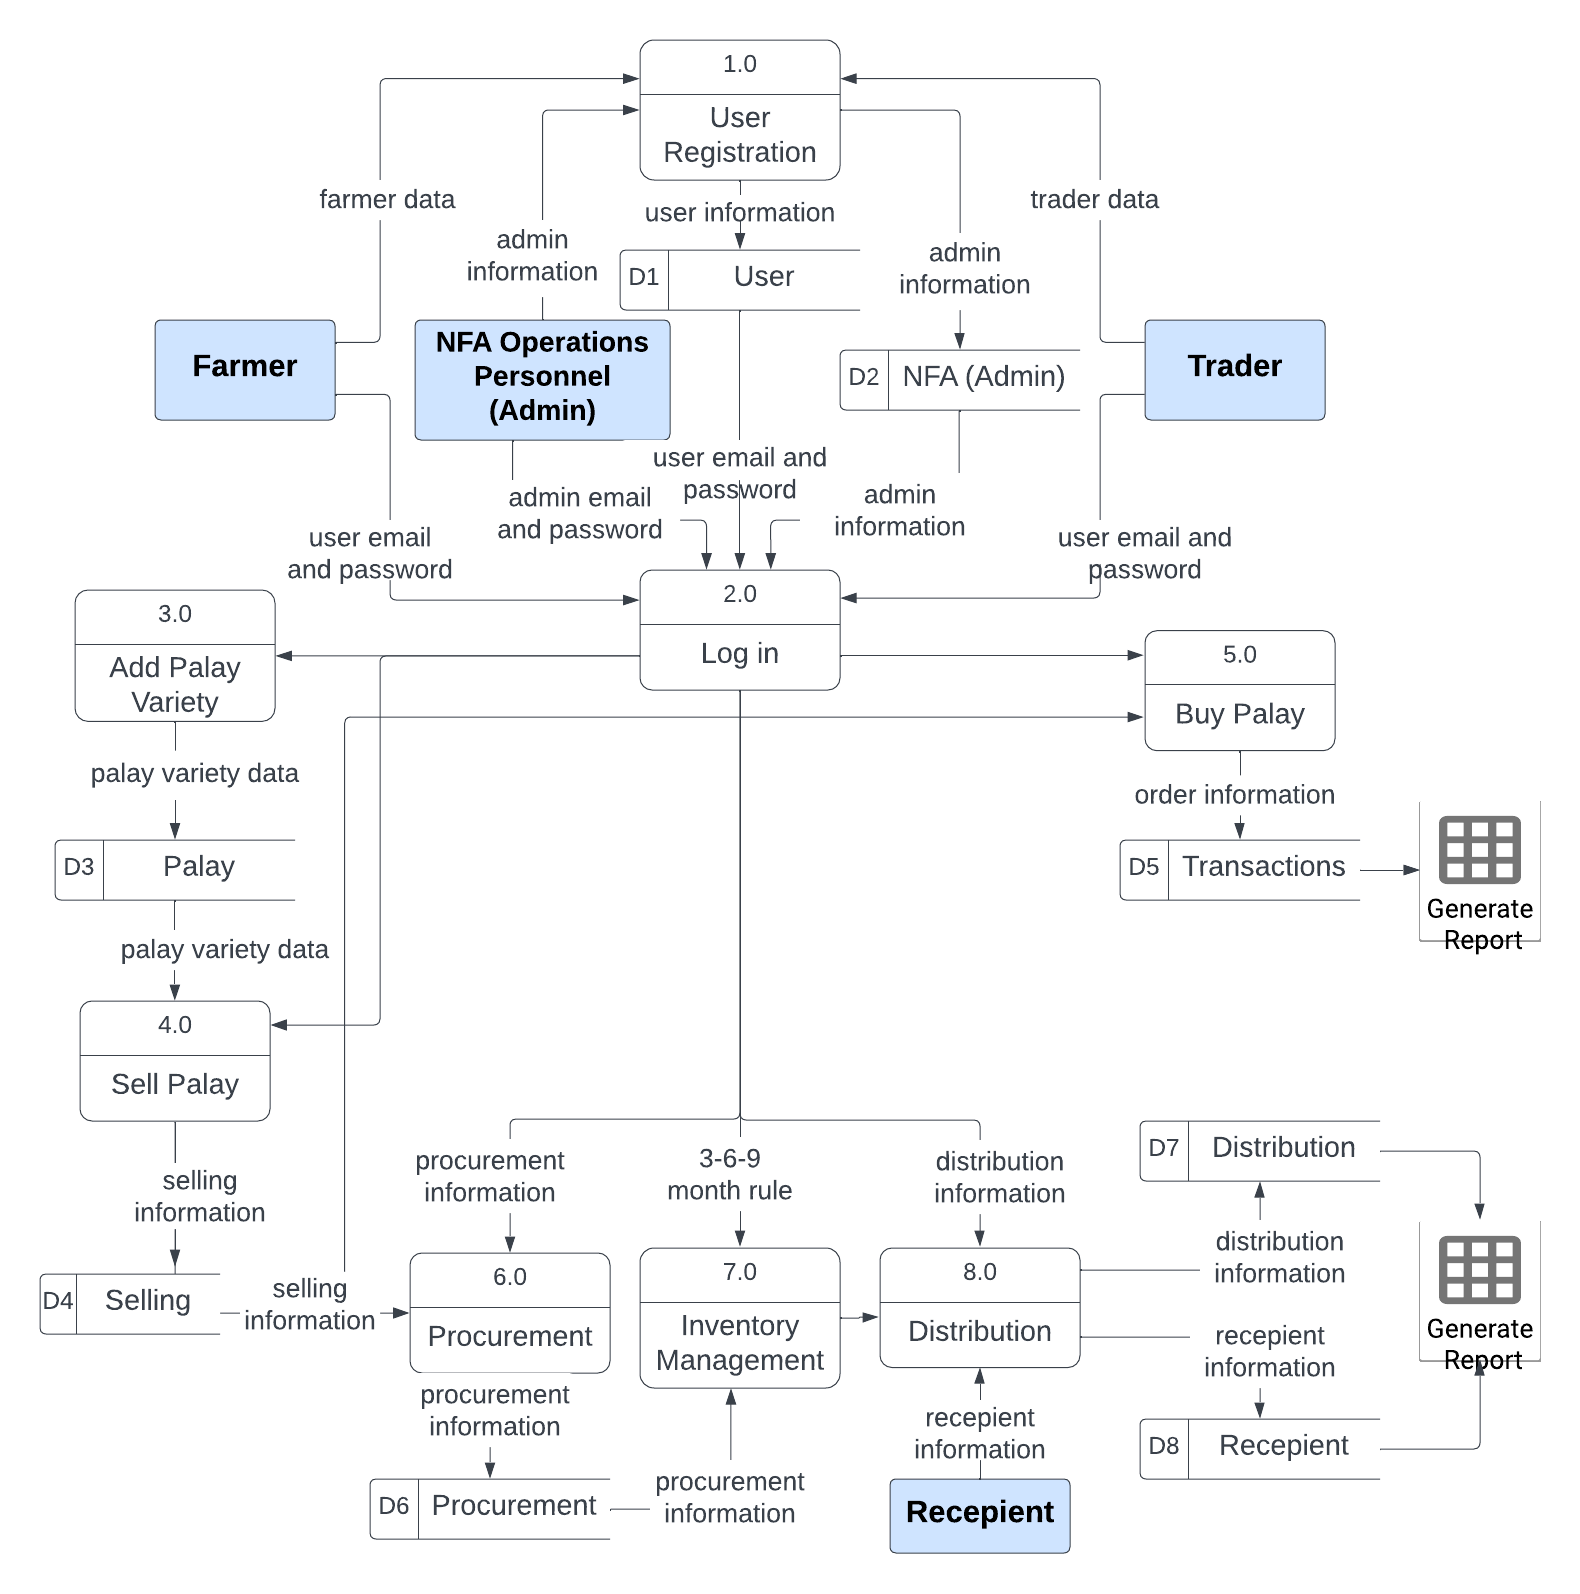 1.0
User
Registration
farmer data
user information
trader data
admin
information
admin
information
D1
User
Farmer
NFA Operations
Personnel
(Admin)
D2
NFA (Admin)
Trader
user email and
password
admin email
and password
admin
information
user email
and password
user email and
password
2.0
Log in
3.0
Add Palay
Variety
5.0
Buy Palay
palay variety data
order information
D3
Palay
D5
Transactions
Generate
Report
palay variety data
4.0
Sell Palay
selling
information
procurement
information
3-6-9
month rule
distribution
information
D7
Distribution
distribution
information
D4
Selling
selling
information
6.0
Procurement
7.0
Inventory
Management
8.0
Distribution
Generate
Report
recepient
information
procurement
information
recepient
information
D8
Recepient
D6
Procurement
procurement
information
Recepient